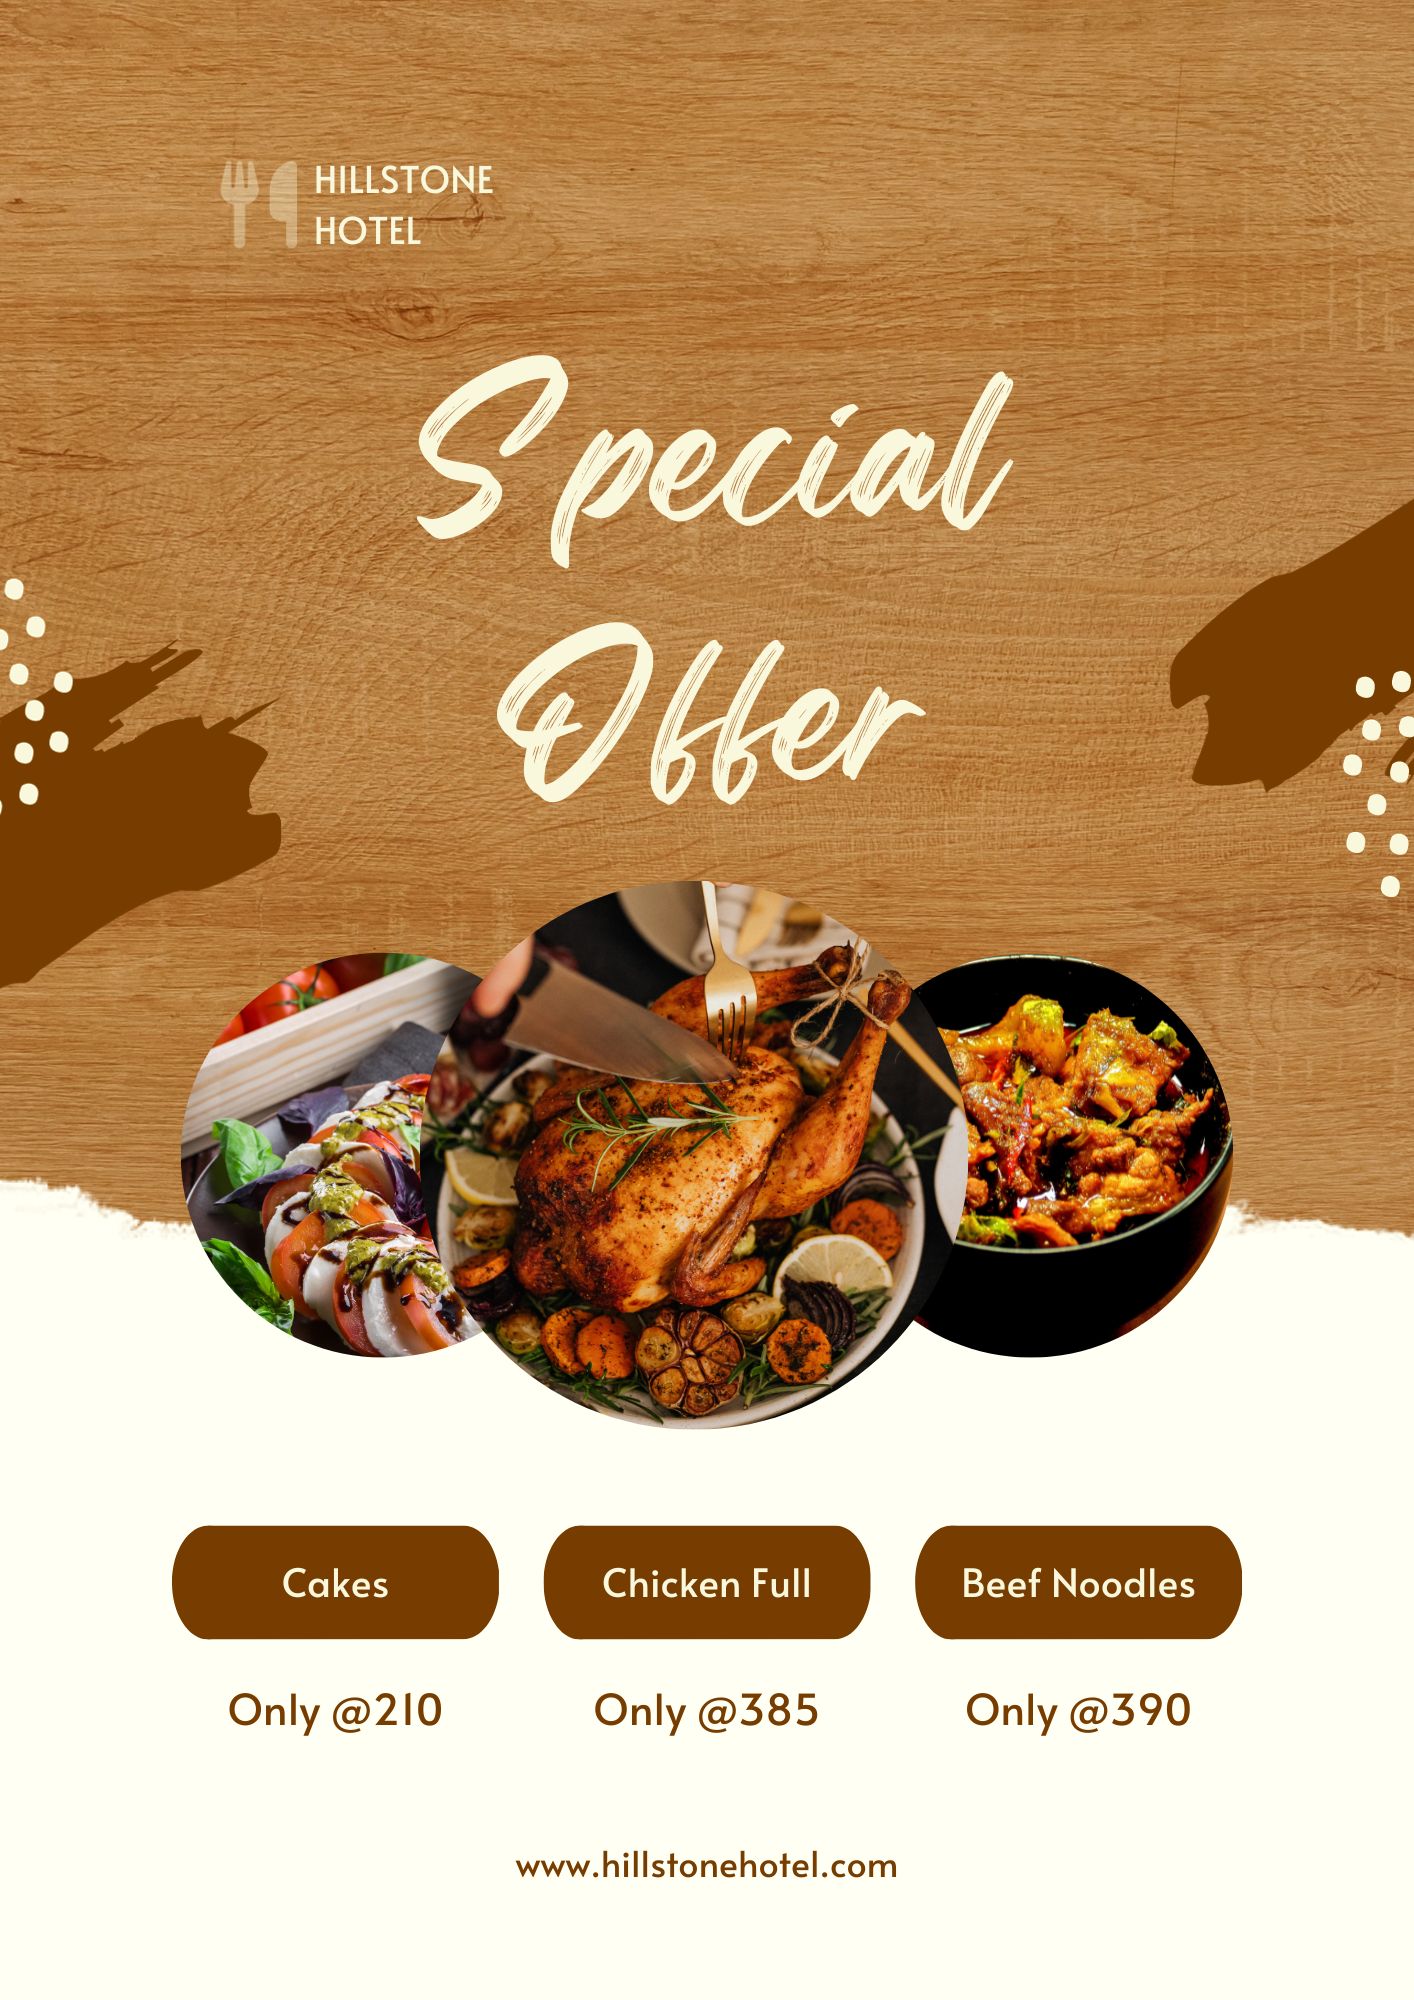 HILLSTONE
HOTEL
Special
Offer
Cakes
Chicken Full
Beef Noodles
Only @210
Only @385
Only @390
www.hillstonehotel.com